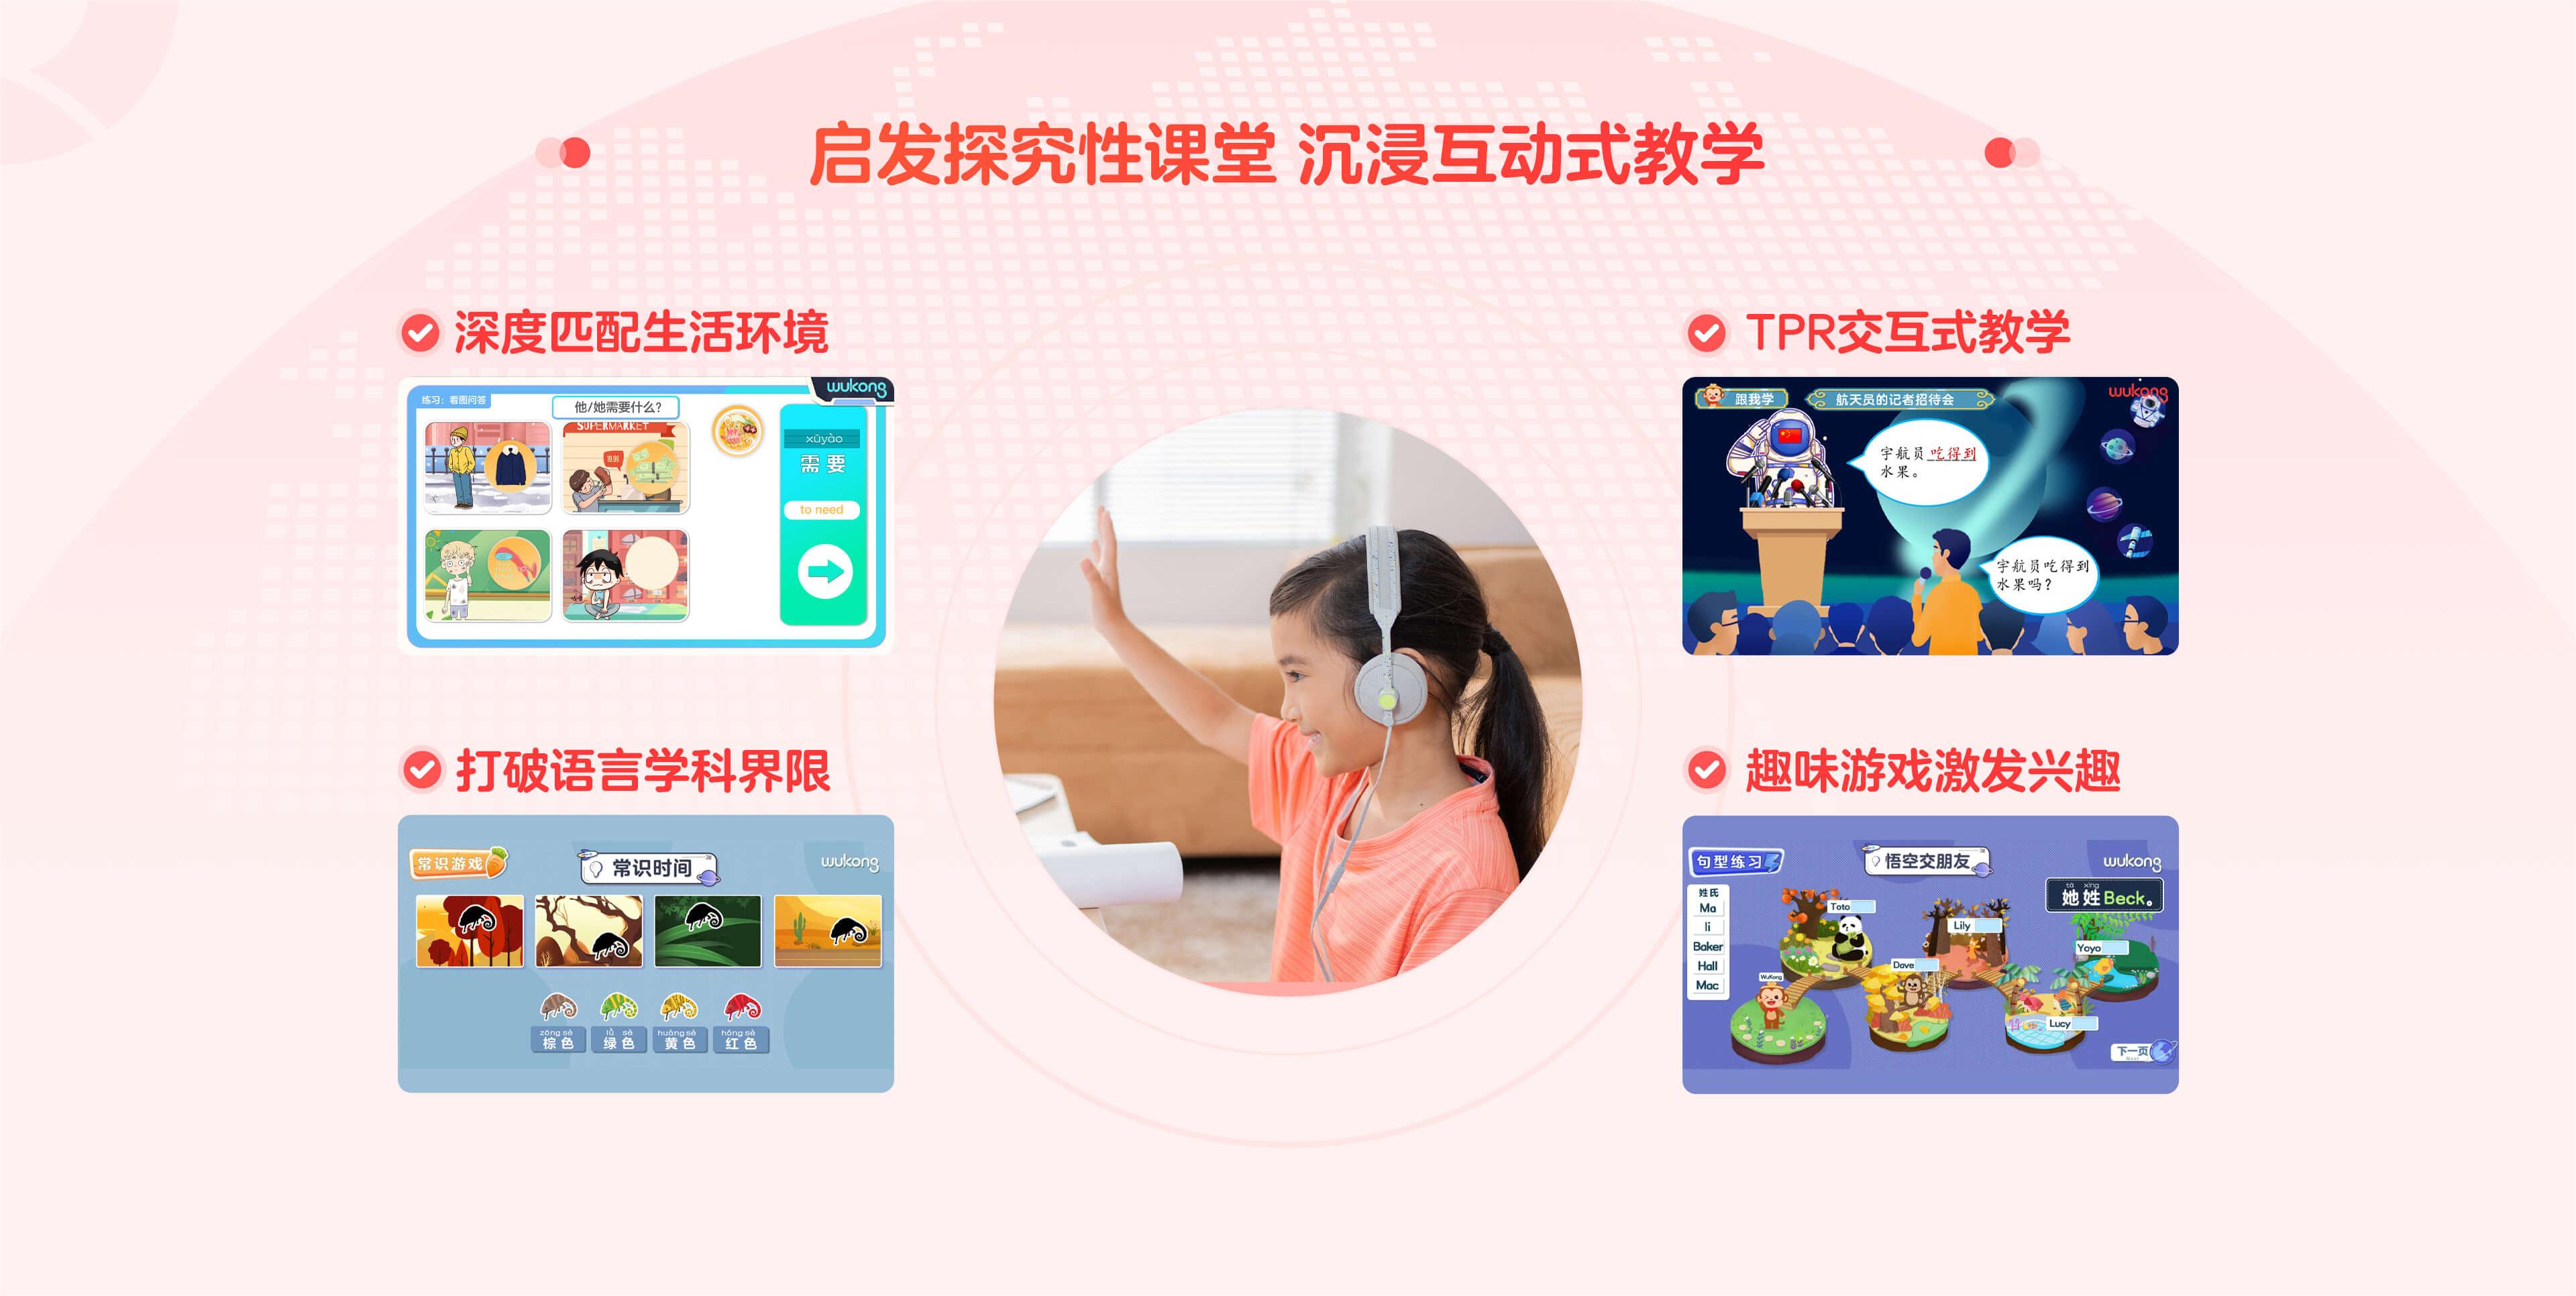 启发探究性课堂 沉浸互动式教学
深度匹配生活环境
wukong
练习：看图问答
他/她需要什么？
SUPERMARKET
xūyào
需要
to need
TPR交互式教学
wukong
跟我学
航天员的记者招待会
宇航员吃得到
水果。
宇航员吃得到
水果吗？
打破语言学科界限
常识游戏
常识时间
wukong
zōng sè
棕色
lǜ sè
绿色
huáng sè
黄色
hóng sè
红色
趣味游戏激发兴趣
句型练习
悟空交朋友
wukong
姓氏
Ma
li
Baker
Hall
Mac
tā xìng
她姓Beck。
Toto
Lily
Yoyo
Dave
WuKong
Lucy
下一页